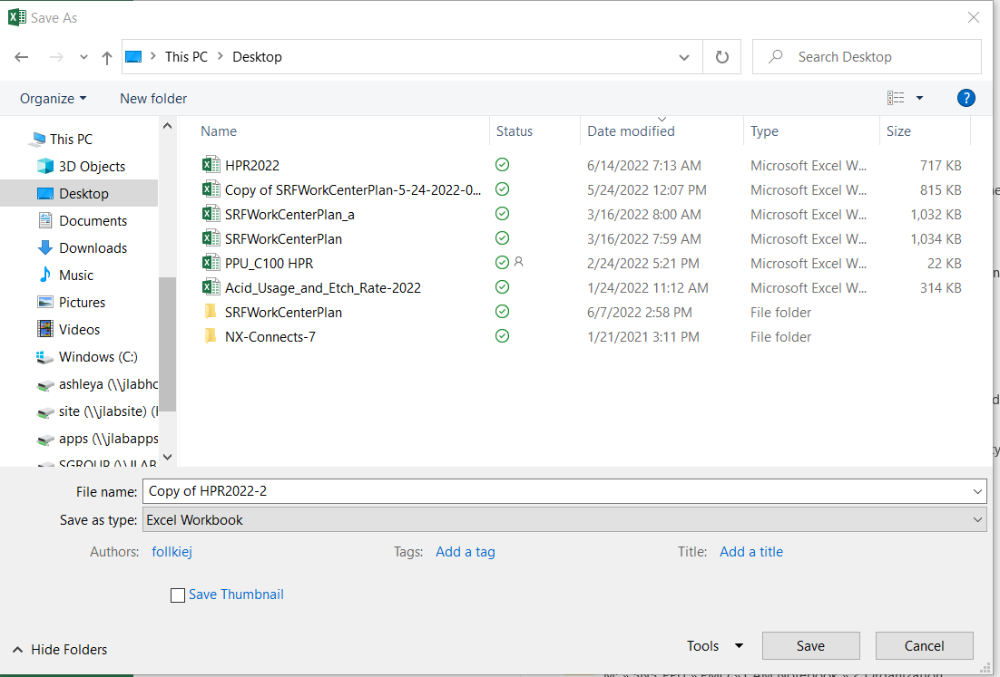 Save As
This PC > Desktop
Search Desktop
Organize
New folder
?
Name Status Date modified Type Size
This PC
3D Objects
Desktop
Documents
Downloads
Music
Pictures
Videos
Windows (C:)
ashleya (\\jlabhc
site (\\jlabsite) (
apps (\\jlabapps
SGROUP (\\JLAB
HPR2022 6/14/2022 7:13 AM Microsoft Excel W... 717 KB
Copy of SRFWorkCenterPlan-5-24-2022-0... 5/24/2022 12:07 PM Microsoft Excel W... 815 KB
SRFWorkCenterPlan_a 3/16/2022 8:00 AM Microsoft Excel W... 1,032 KB
SRFWorkCenterPlan 3/16/2022 7:59 AM Microsoft Excel W... 1,034 KB
PPU_C100 HPR 2/24/2022 5:21 PM Microsoft Excel W... 22 KB
Acid_Usage_and_Etch_Rate-2022 1/24/2022 11:12 AM Microsoft Excel W... 314 KB
SRFWorkCenterPlan 6/7/2022 2:58 PM File folder
NX-Connects-7 1/21/2021 3:11 PM File folder
File name: Copy of HPR2022-2
Save as type: Excel Workbook
Authors: follkiej Tags: Add a tag Title: Add a title
Save Thumbnail
Hide Folders
Tools Save Cancel